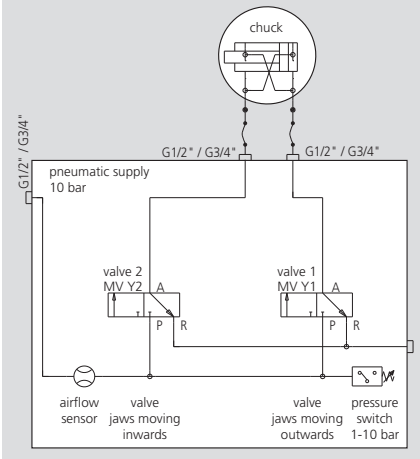 chuck
G1/2" / G3/4"
G1/2" / G3/4"
G1/2" / G3/4"
pneumatic supply
10 bar
valve 2
MV Y2
A
valve 1
MV Y1
A
P
R
P
R
airflow
sensor
valve
jaws moving
inwards
valve
jaws moving
outwards
pressure
switch
1-10 bar